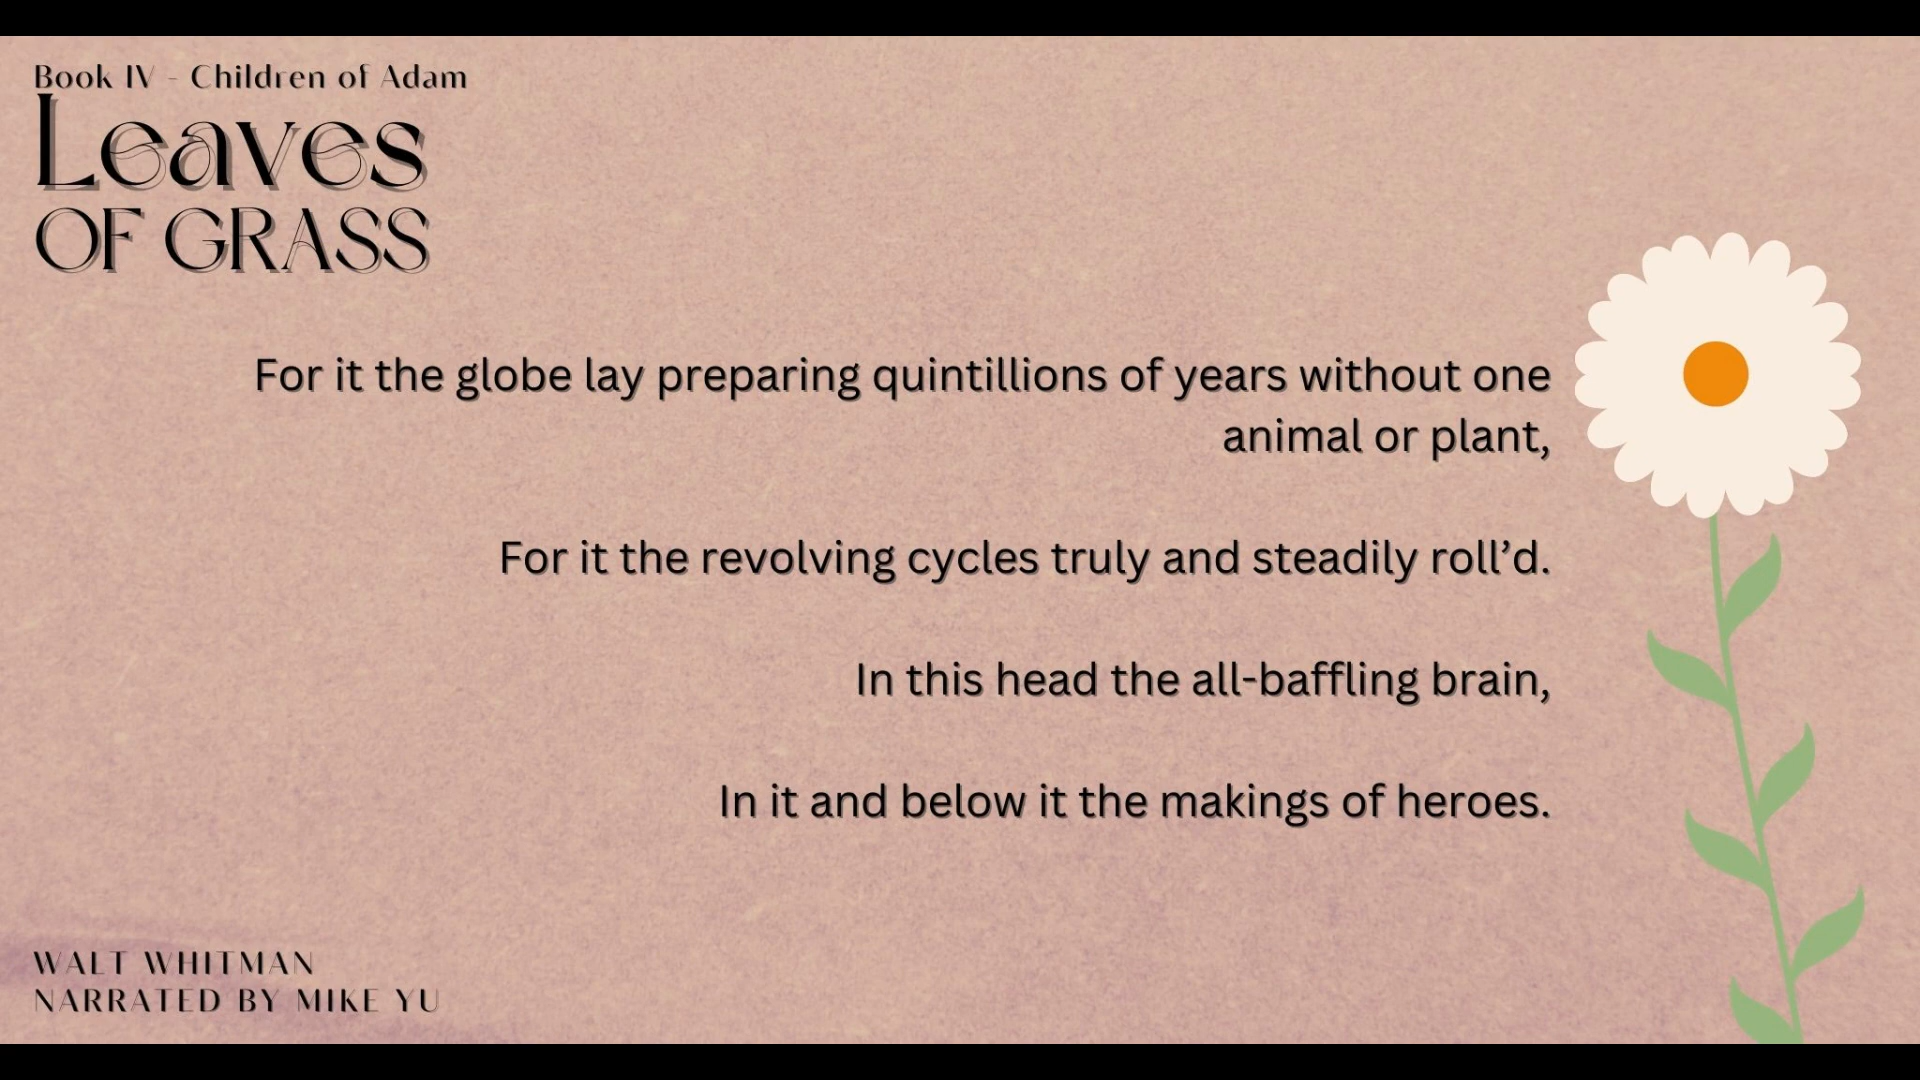 Book IV - Children of Adam
Leaves
OF GRASS
For it the globe lay preparing quintillions of years without one
animal or plant,
For it the revolving cycles truly and steadily roll’d.
In this head the all-baffling brain,
In it and below it the makings of heroes.
WALT WHITMAN
NARRATED BY MIKE YU